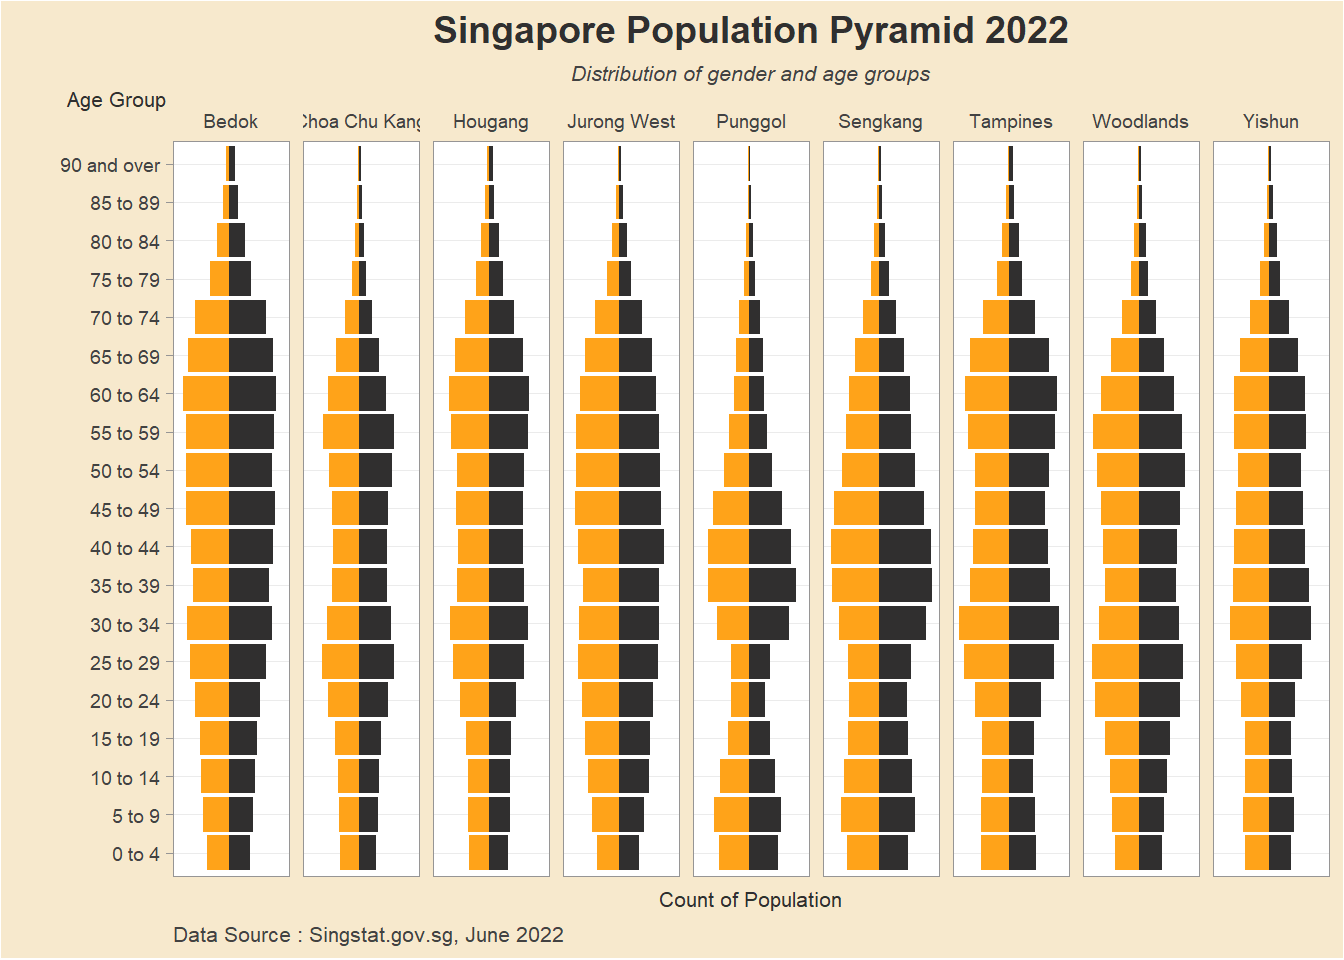 Singapore Population Pyramid 2022
Distribution of gender and age groups
Age Group
Bedok Choa Chu Kang Hougang Jurong West Punggol Sengkang Tampines Woodlands Yishun
90 and over
85 to 89
80 to 84
75 to 79
70 to 74
65 to 69
60 to 64
55 to 59
50 to 54
45 to 49
40 to 44
35 to 39
30 to 34
25 to 29
20 to 24
15 to 19
10 to 14
5 to 9
0 to 4
Count of Population
Data Source : Singstat.gov.sg, June 2022